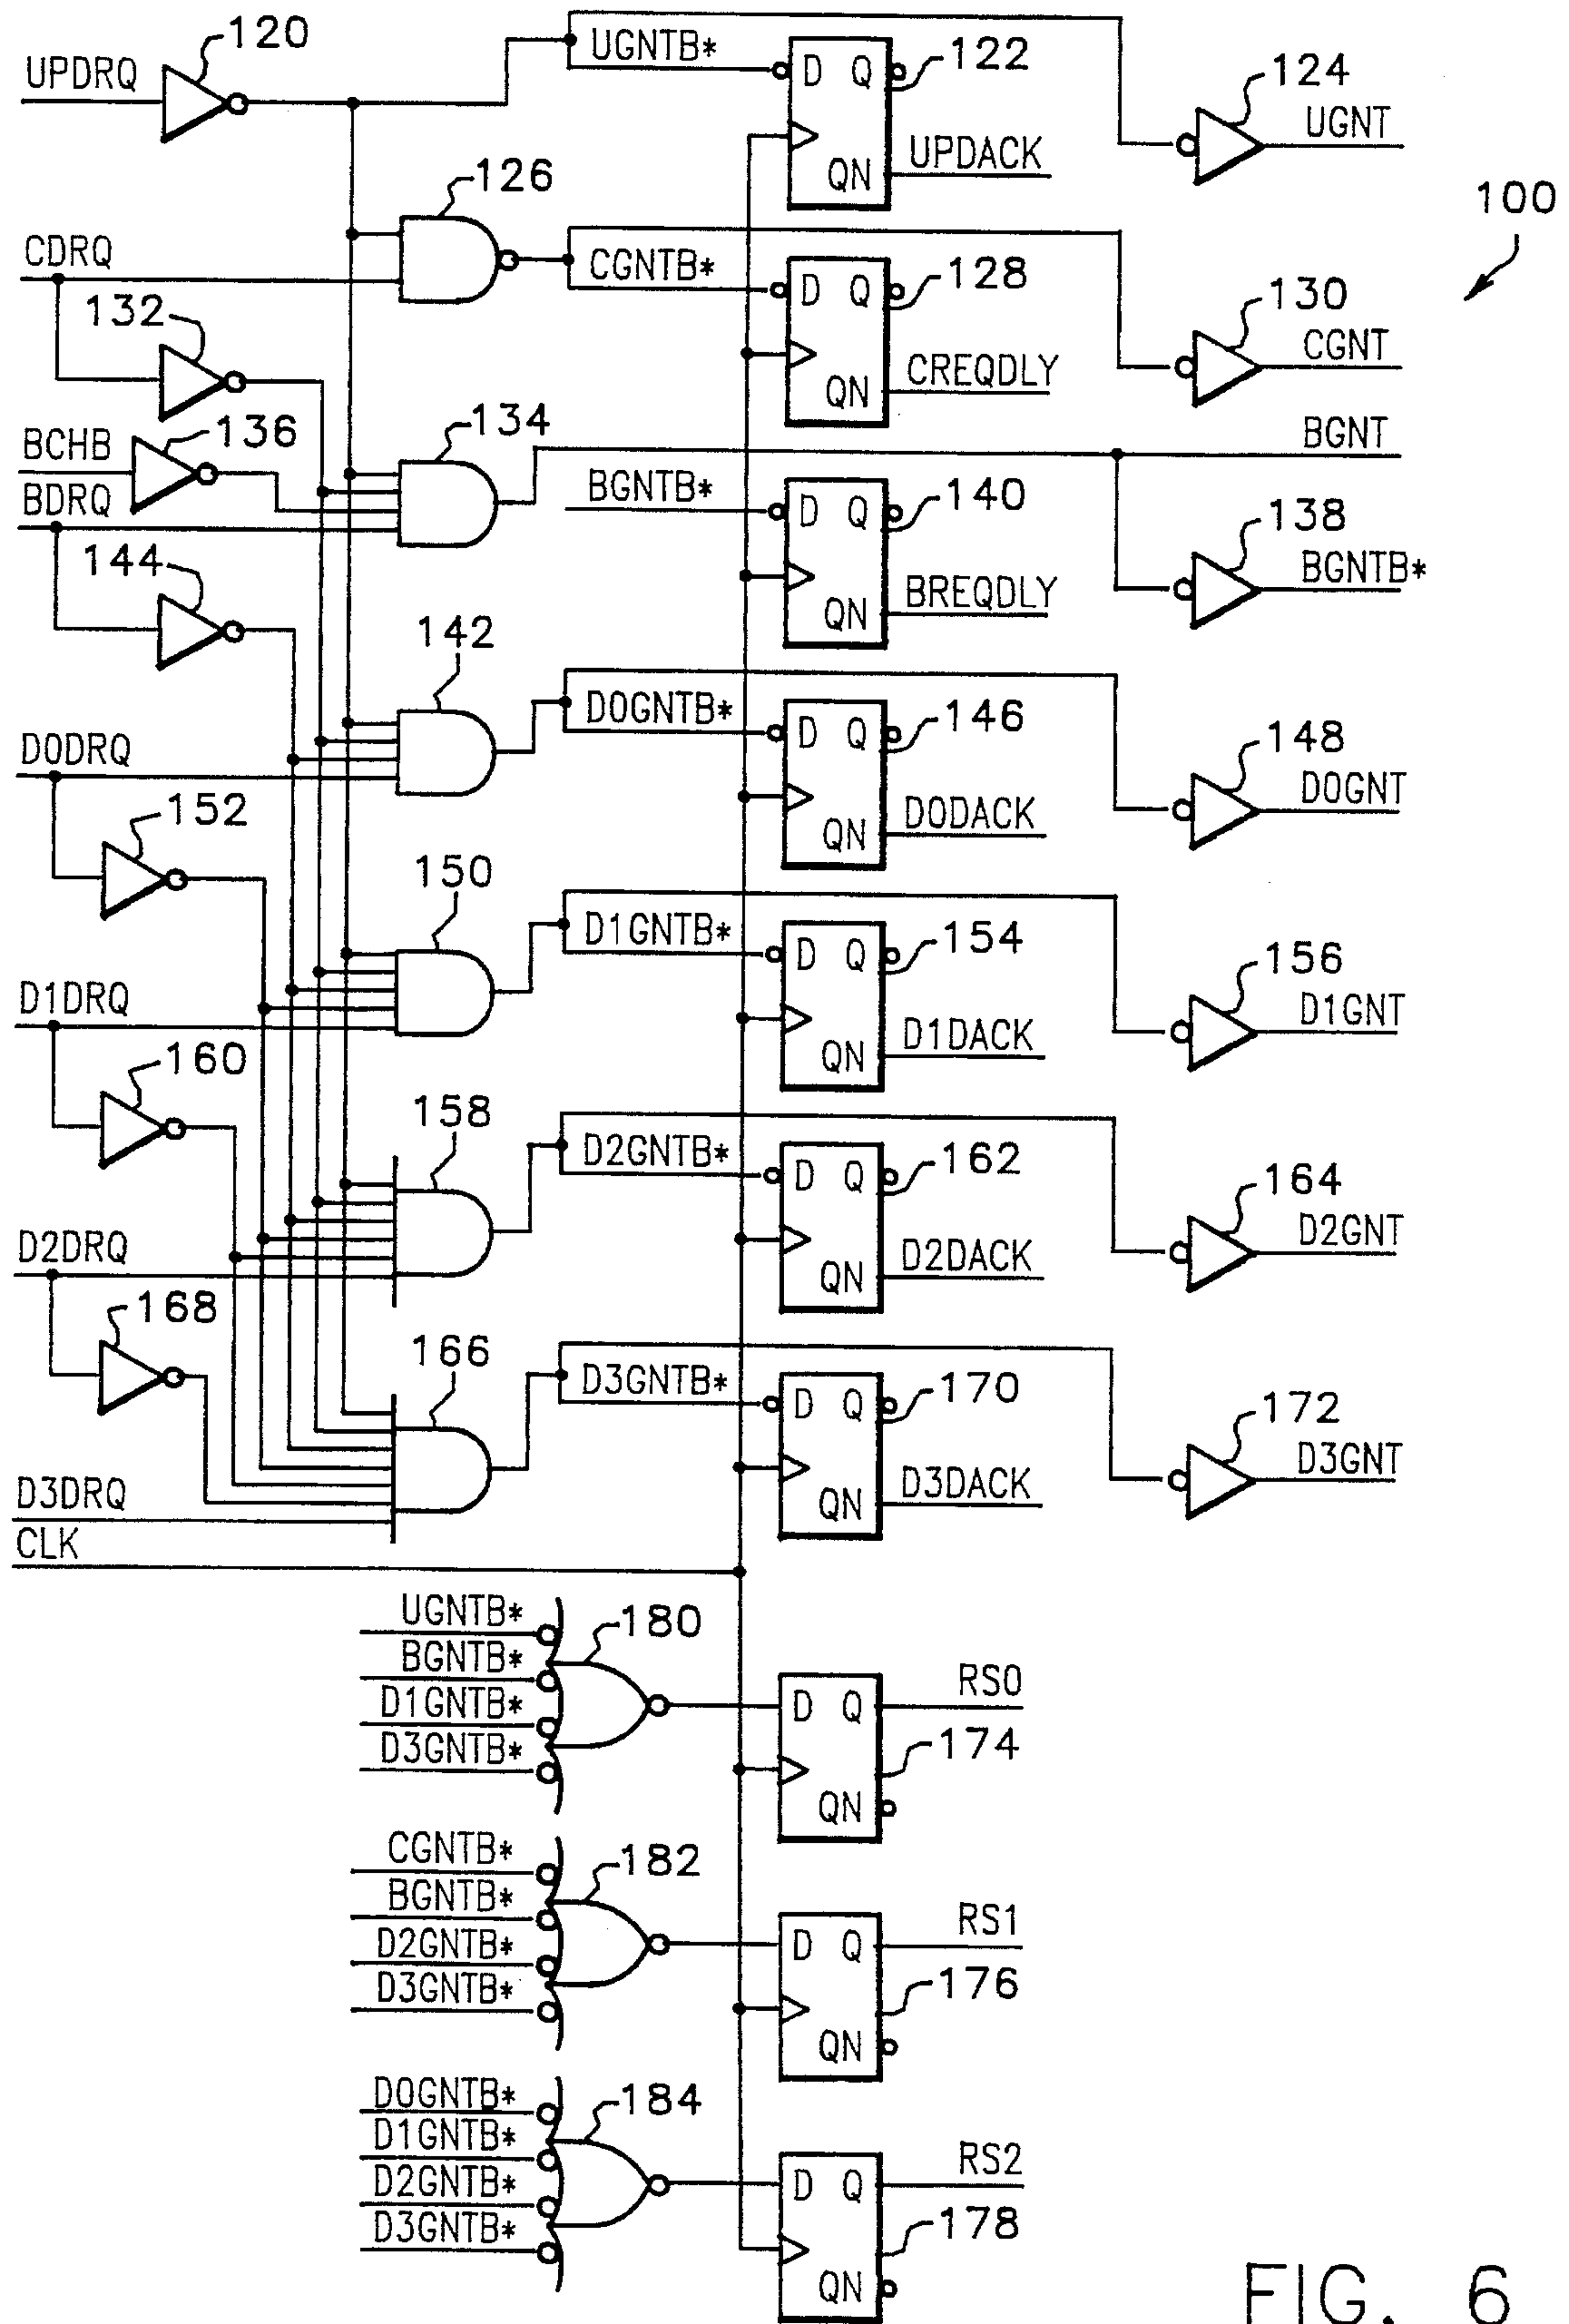 120
UPDRQ
UGNTB*
D Q
122
124
UGNT
UPDACK
QN
126
100
CDRQ
CGNTB*
D Q
128
130
CGNT
132
CREQDLY
QN
BCHB
136
134
BGNT
BDRQ
BGNTB*
D Q
140
138
BGNTB*
144
BREQDLY
QN
142
D0GNTB*
D Q
146
148
D0GNT
D0DRQ
D0DACK
QN
152
150
D1GNTB*
D Q
154
156
D1GNT
D1DRQ
D1DACK
QN
160
158
D2GNTB*
D Q
162
164
D2GNT
D2DRQ
D2DACK
QN
168
166
D3GNTB*
D Q
170
172
D3GNT
D3DRQ
D3DACK
QN
CLK
UGNTB*
180
BGNTB*
D1GNTB*
D3GNTB*
D Q
RS0
174
QN
CGNTB*
182
BGNTB*
D2GNTB*
D3GNTB*
D Q
RS1
176
QN
D0GNTB*
184
D1GNTB*
D2GNTB*
D3GNTB*
D Q
RS2
178
QN
FIG. 6